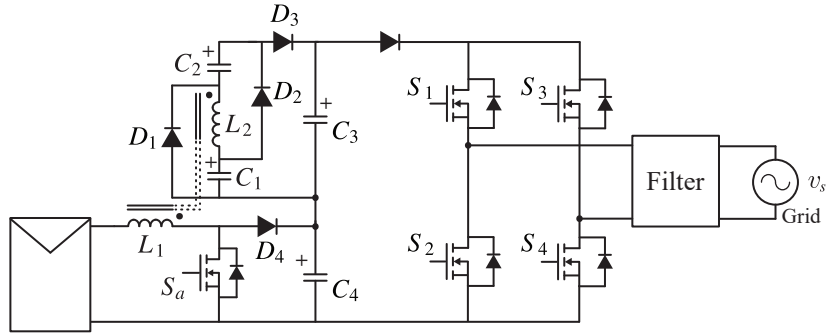 D3
C2 +
S1
S3
D2
D1
L2
+
C3
+
C1
Filter
vs
Grid
L1
D4
+
S2
S4
Sa
C4